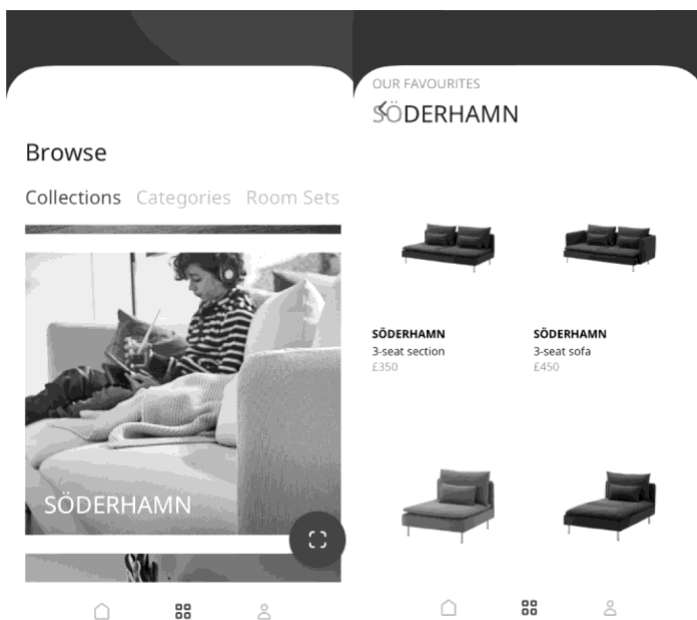 Browse
Collections Categories Room Sets
SÖDERHAMN
OUR FAVOURITES
SÖDERHAMN
SÖDERHAMN
3-seat section
£350
SÖDERHAMN
3-seat sofa
£450